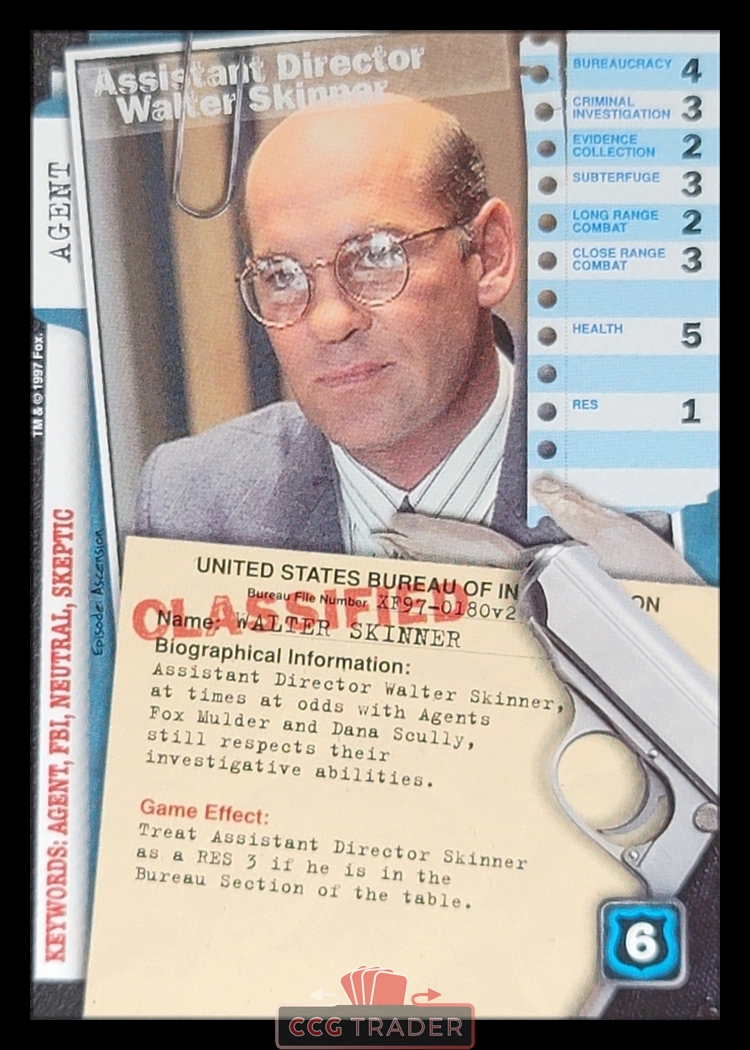 Assistant Director
Walter Skinner
AGENT
TM & © 1997 Fox.
KEYWORDS: AGENT, FBI, NEUTRAL, SKEPTIC
Episode: Ascension
BUREAUCRACY 4
CRIMINAL
INVESTIGATION 3
EVIDENCE
COLLECTION 2
SUBTERFUGE 3
LONG RANGE
COMBAT 2
CLOSE RANGE
COMBAT 3
HEALTH 5
RES 1
UNITED STATES BUREAU OF IN ON
Bureau File Number XF97-0180v2
CLASSIFIED
Name: WALTER SKINNER
Biographical Information:
Assistant Director Walter Skinner,
at times at odds with Agents
Fox Mulder and Dana Scully,
still respects their
investigative abilities.
Game Effect:
Treat Assistant Director Skinner
as a RES 3 if he is in the
Bureau Section of the table.
6
CCG TRADER